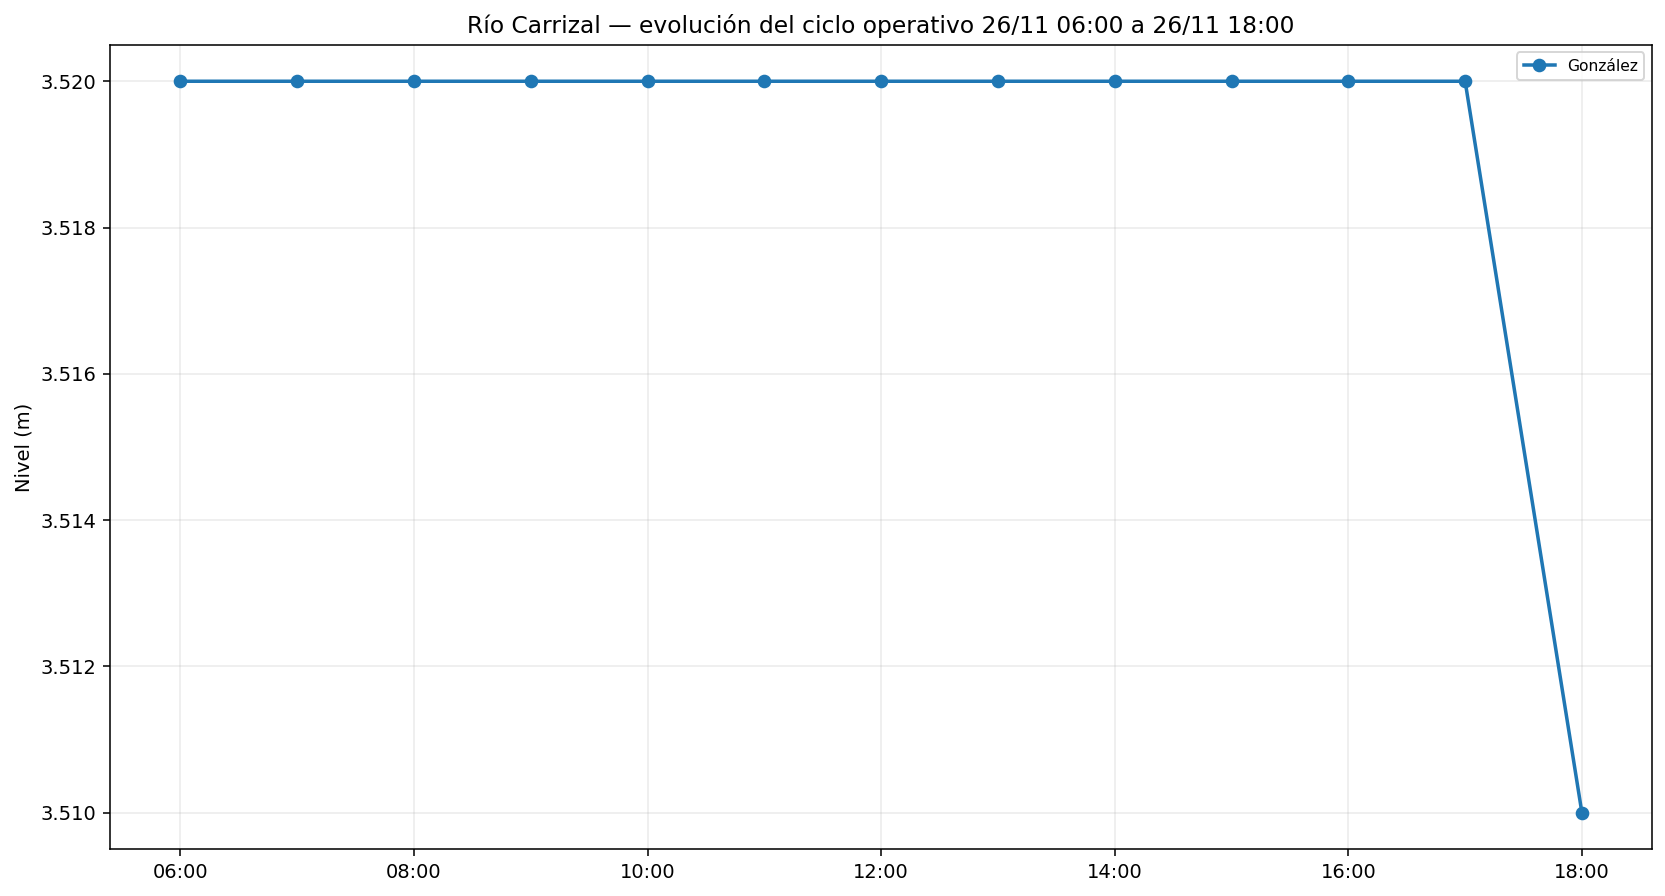 Río Carrizal — evolución del ciclo operativo 26/11 06:00 a 26/11 18:00
González
3.520
3.518
3.516
3.514
3.512
3.510
Nivel (m)
06:00 08:00 10:00 12:00 14:00 16:00 18:00